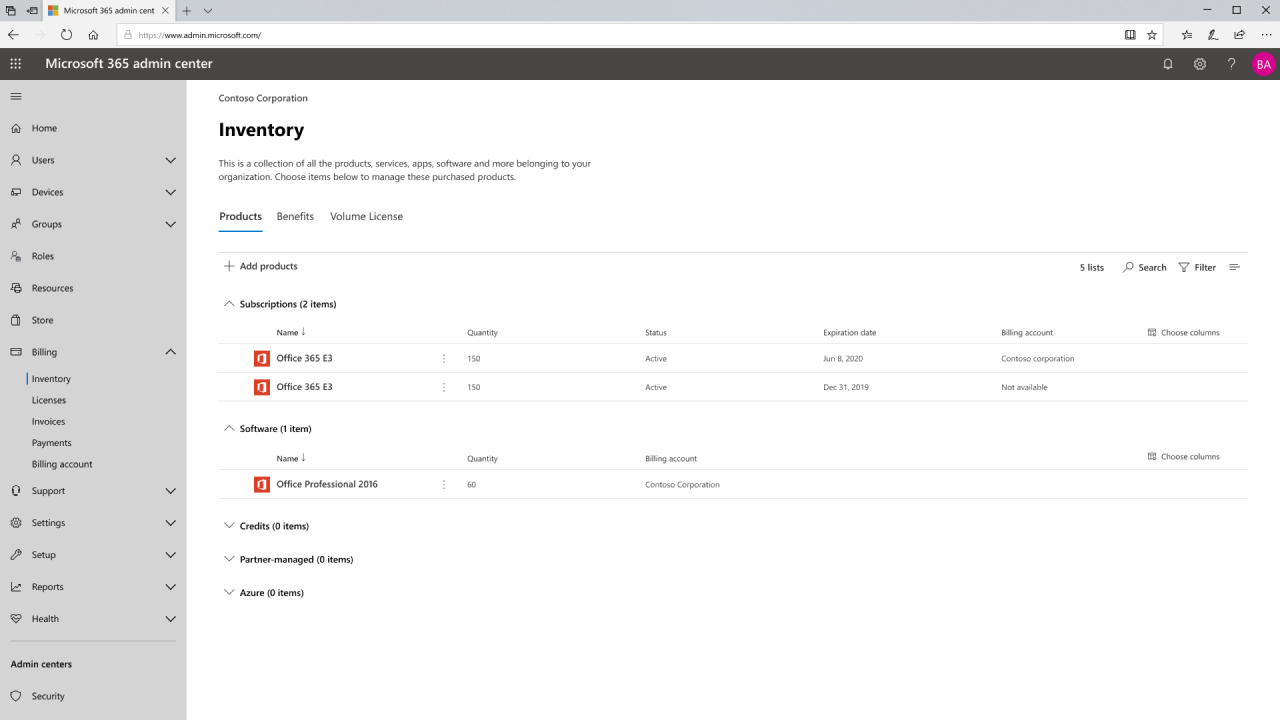 Microsoft 365 admin cent
https://www.admin.microsoft.com/
Microsoft 365 admin center
BA
Home
Users
Devices
Groups
Roles
Resources
Store
Billing
Inventory
Licenses
Invoices
Payments
Billing account
Support
Settings
Setup
Reports
Health
Admin centers
Security
Contoso Corporation
Inventory
This is a collection of all the products, services, apps, software and more belonging to your
organization. Choose items below to manage these purchased products.
Products Benefits Volume License
Add products 5 lists Search Filter
Subscriptions (2 items)
Name Quantity Status Expiration date Billing account Choose columns
Office 365 E3 150 Active Jun 8, 2020 Contoso corporation
Office 365 E3 150 Active Dec 31, 2019 Not available
Software (1 item)
Name Quantity Billing account Choose columns
Office Professional 2016 60 Contoso Corporation
Credits (0 items)
Partner-managed (0 items)
Azure (0 items)